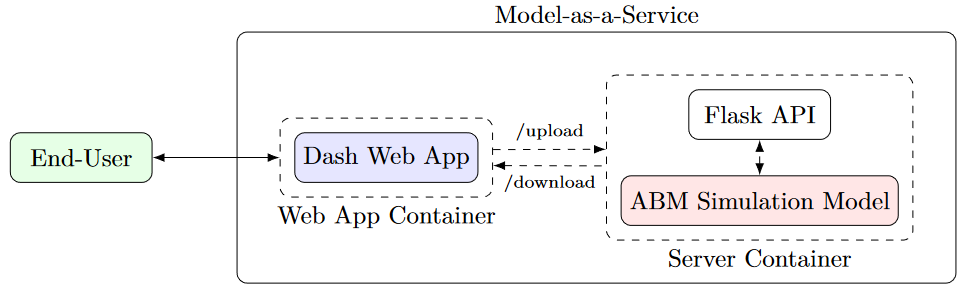 Model-as-a-Service
End-User
Dash Web App
Web App Container
/upload
/download
Flask API
ABM Simulation Model
Server Container